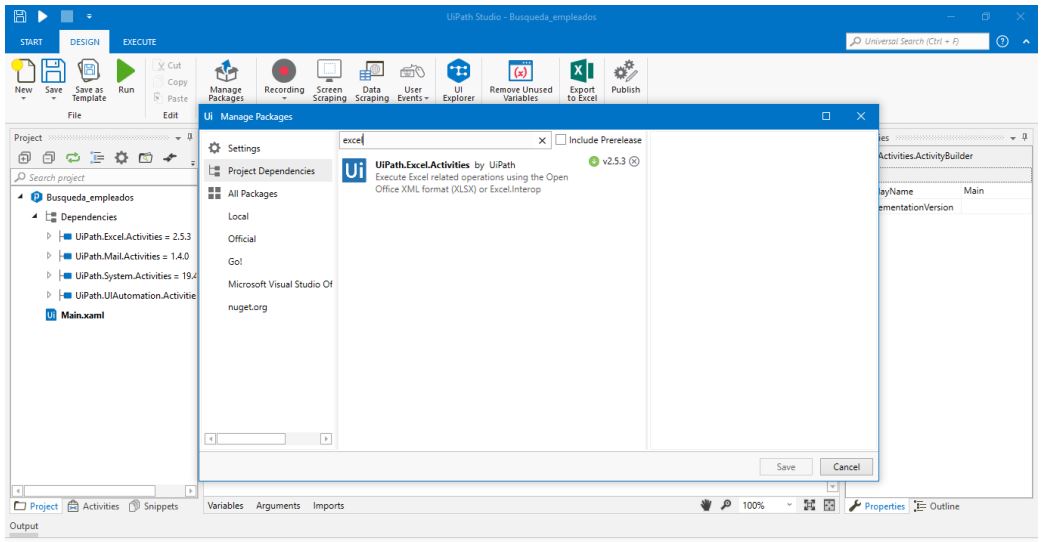 UiPath Studio - Busqueda_empleados
START DESIGN EXECUTE
Universal Search (Ctrl + F)
New Save Save as Template Run
Cut
Copy
Paste
Manage Packages
Recording
Screen Scraping
Data Scraping
User Events
UI Explorer
Remove Unused Variables
Export to Excel
Publish
File Edit
Ui Manage Packages
Project
Search project
Busqueda_empleados
Dependencies
UiPath.Excel.Activities = 2.5.3
UiPath.Mail.Activities = 1.4.0
UiPath.System.Activities = 19.4
UiPath.UIAutomation.Activitie
Ui Main.xaml
Settings
Project Dependencies
All Packages
Local
Official
Go!
Microsoft Visual Studio Of
nuget.org
excel
Include Prerelease
Ui UiPath.Excel.Activities by UiPath v2.5.3
Execute Excel related operations using the Open
Office XML format (XLSX) or Excel.Interop
Save Cancel
ies
Activities.ActivityBuilder
layName Main
ementationVersion
Project Activities Snippets
Variables Arguments Imports
100%
Properties Outline
Output